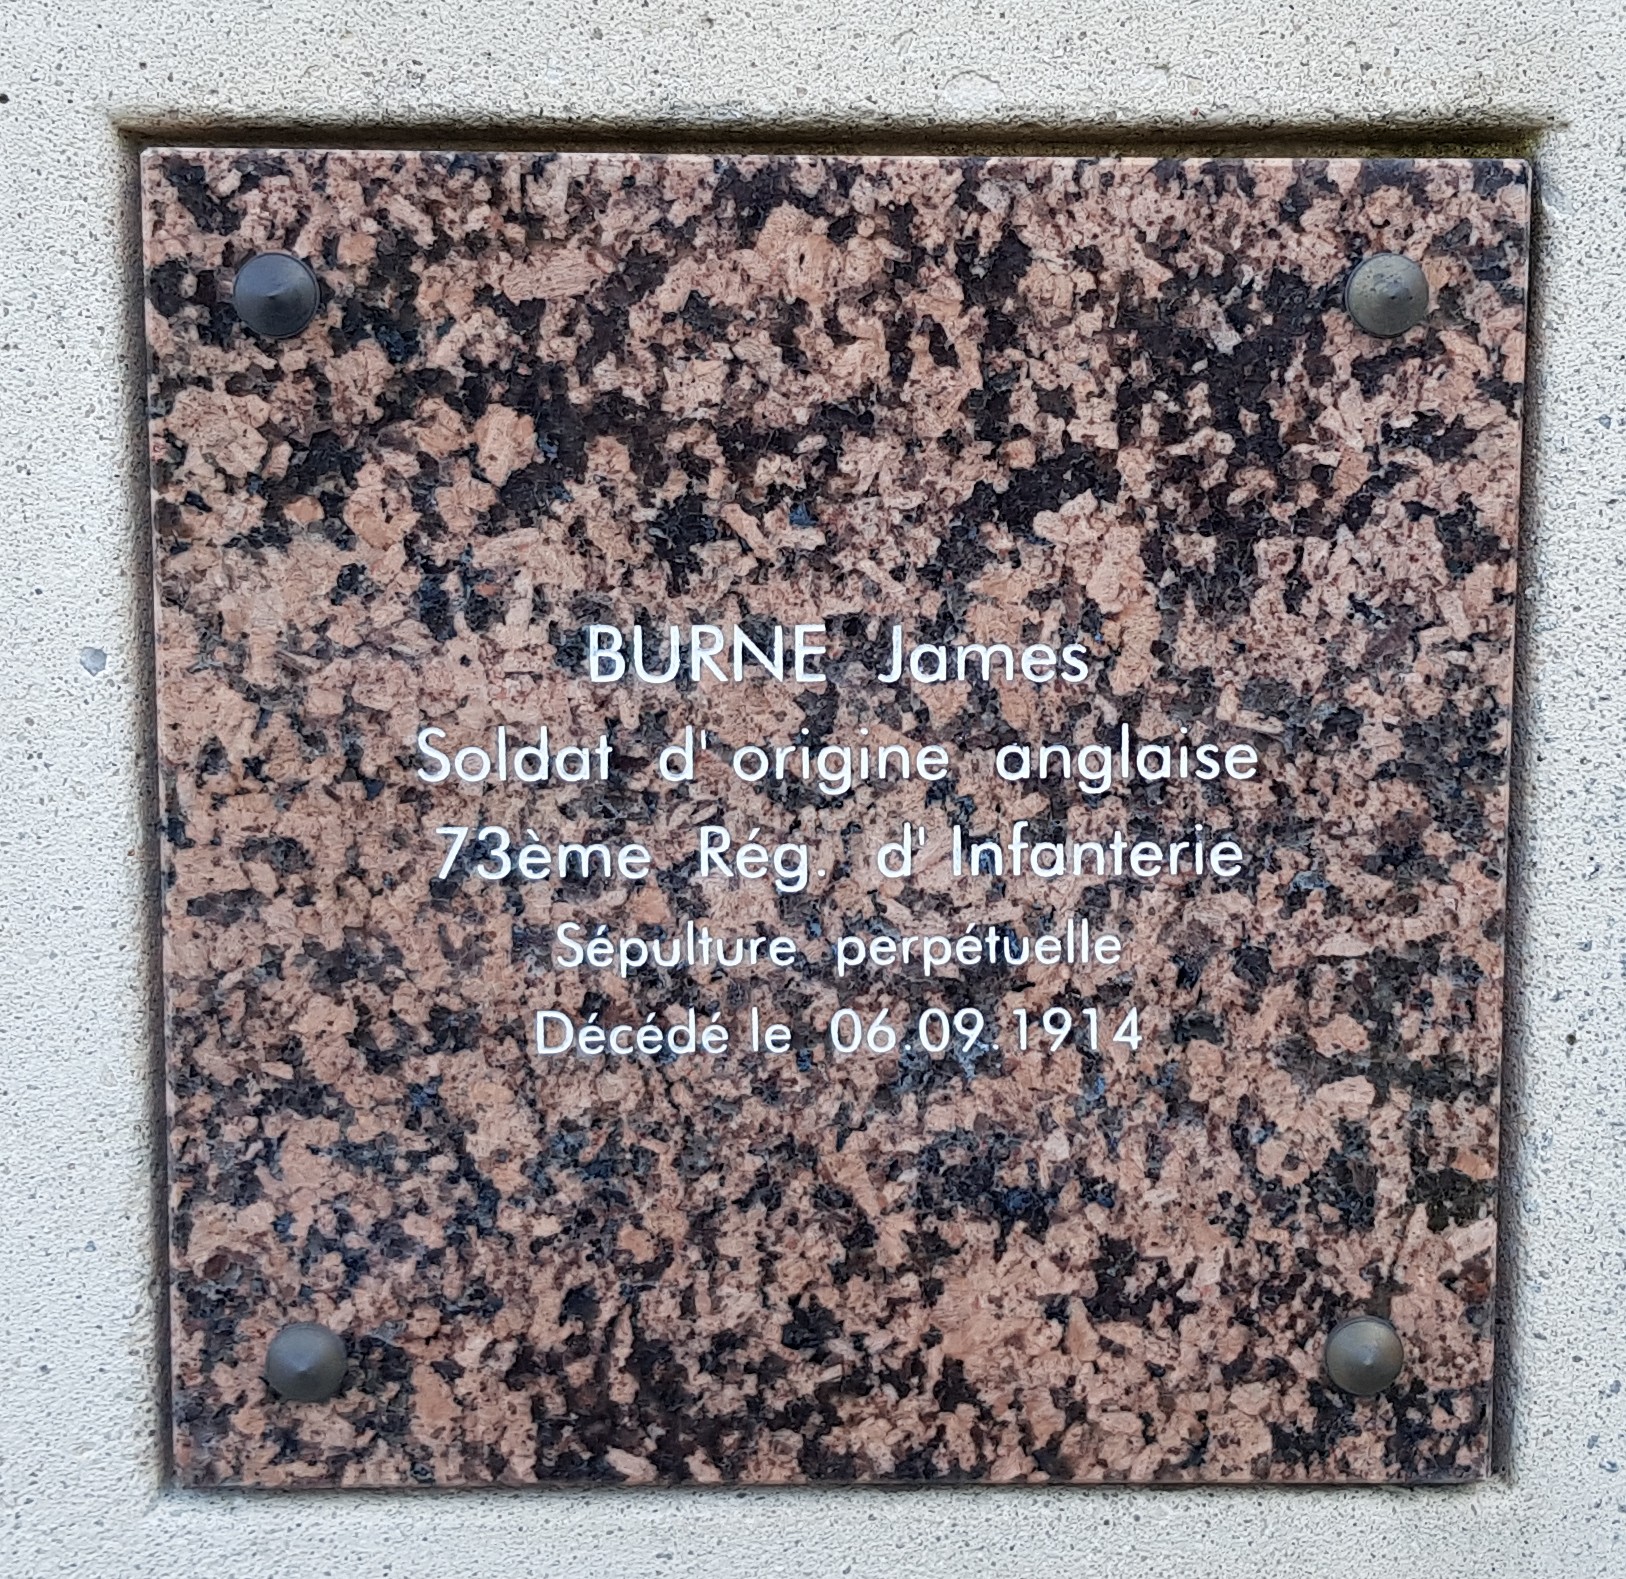 BURNE James
Soldat d'origine anglaise
73ème Rég. d'Infanterie
Sépulture perpétuelle
Décédé le 06.09.1914